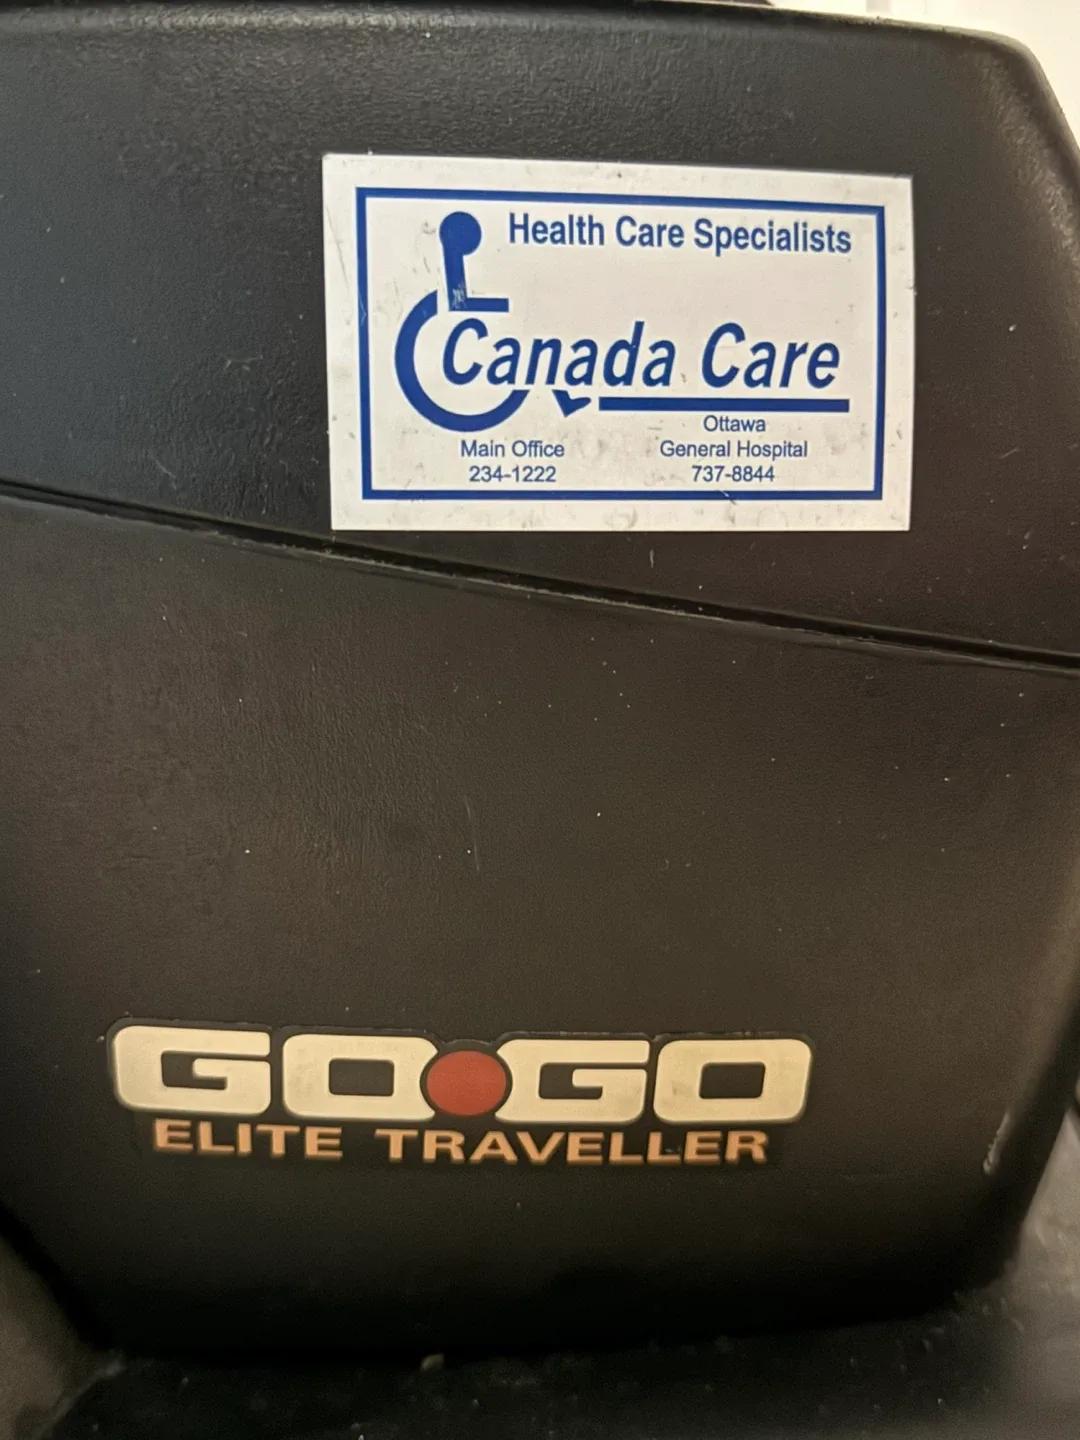 Health Care Specialists
Canada Care
Main Office
234-1222
Ottawa
General Hospital
737-8844
GO•GO
ELITE TRAVELLER